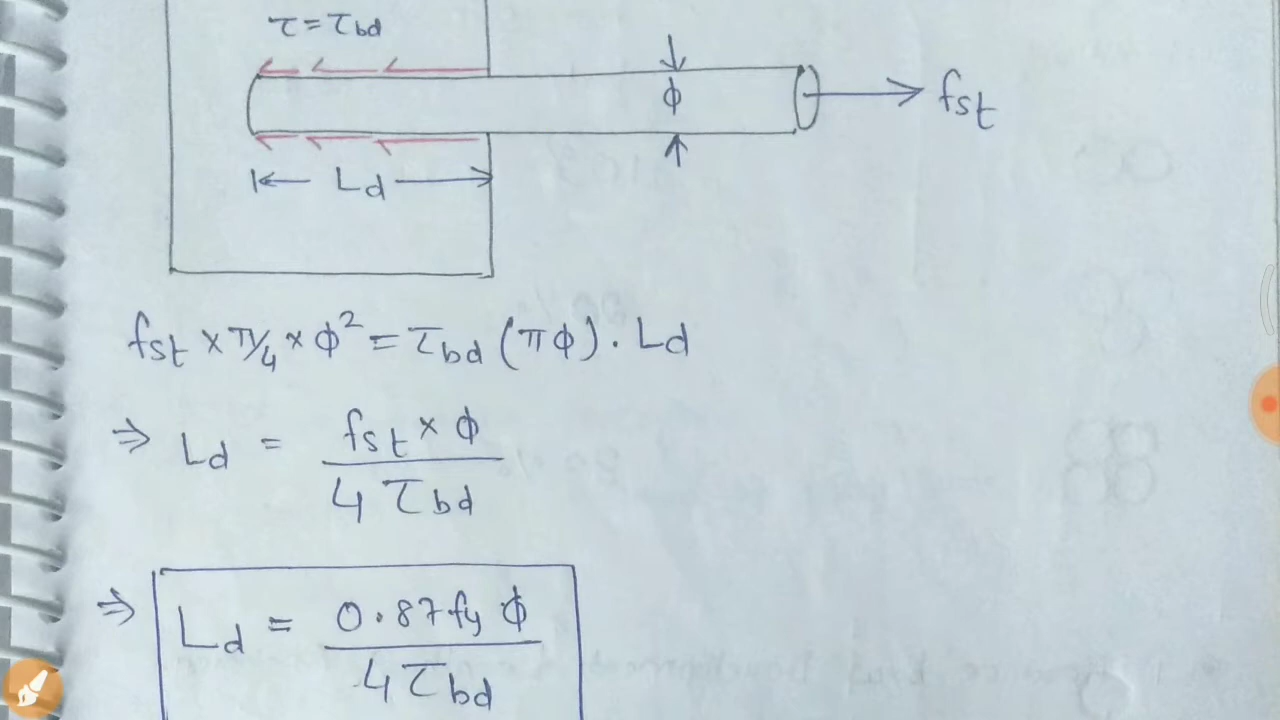 τ = τbd
ϕ
fst
Ld
fst × π/4 × ϕ² = τbd (πϕ) . Ld
⇒ Ld = fst × ϕ / 4 τbd
⇒ Ld = 0.87 fy ϕ / 4 τbd